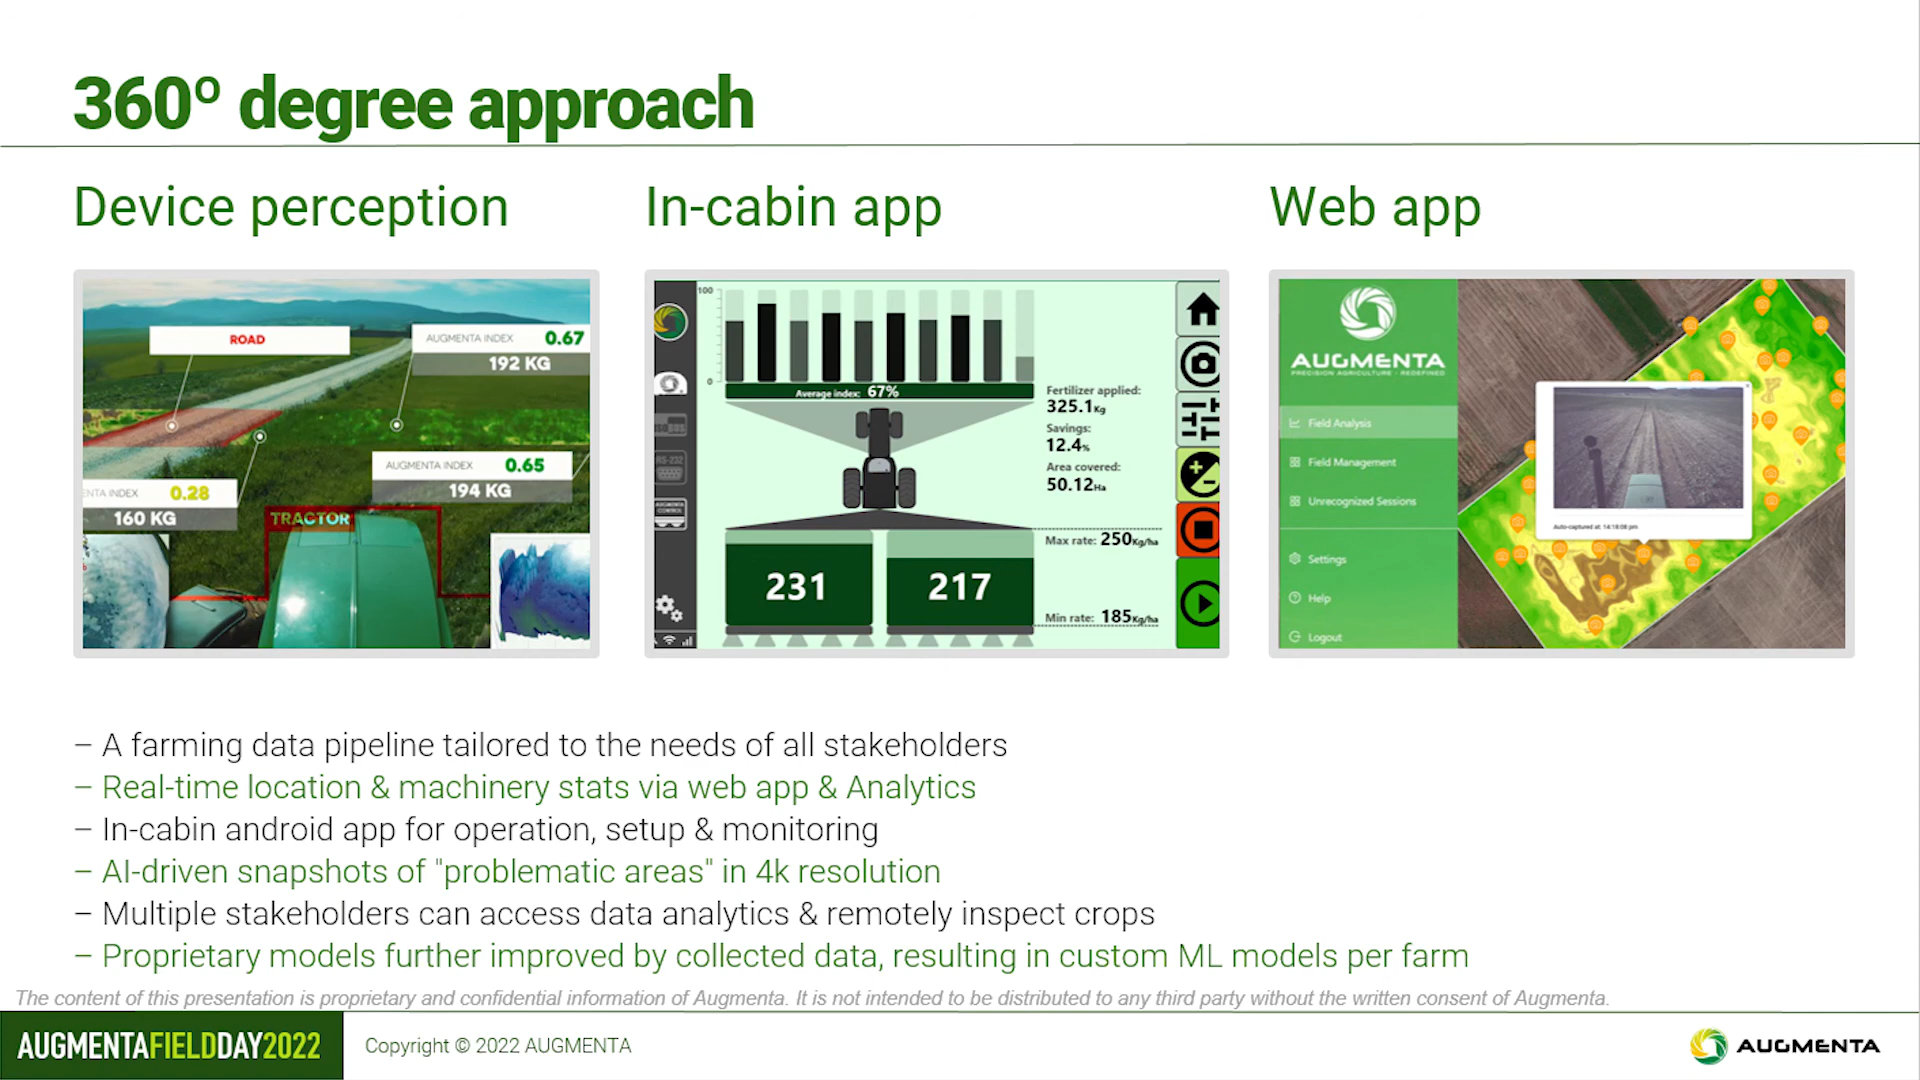 360º degree approach
Device perception
In-cabin app
Web app
ROAD
AUGMENTA INDEX 0.67
192 KG
AUGMENTA INDEX 0.65
194 KG
INDEX 0.28
160 KG
TRACTOR
100
0
Average index: 67%
Fertilizer applied:
325.1Kg
Savings:
12.4%
Area covered:
50.12Ha
Max rate: 250Kg/ha
Min rate: 185Kg/ha
231
217
RS-232
AUGMENTA
CONTROL
AUGMENTA
PRECISION AGRICULTURE - REDEFINED
Field Analysis
Field Management
Unrecognized Sessions
Settings
Help
Logout
Auto-captured at: 14:18:08 pm
– A farming data pipeline tailored to the needs of all stakeholders
– Real-time location & machinery stats via web app & Analytics
– In-cabin android app for operation, setup & monitoring
– AI-driven snapshots of "problematic areas" in 4k resolution
– Multiple stakeholders can access data analytics & remotely inspect crops
– Proprietary models further improved by collected data, resulting in custom ML models per farm
The content of this presentation is proprietary and confidential information of Augmenta. It is not intended to be distributed to any third party without the written consent of Augmenta.
AUGMENTAFIELDDAY2022
Copyright © 2022 AUGMENTA
AUGMENTA